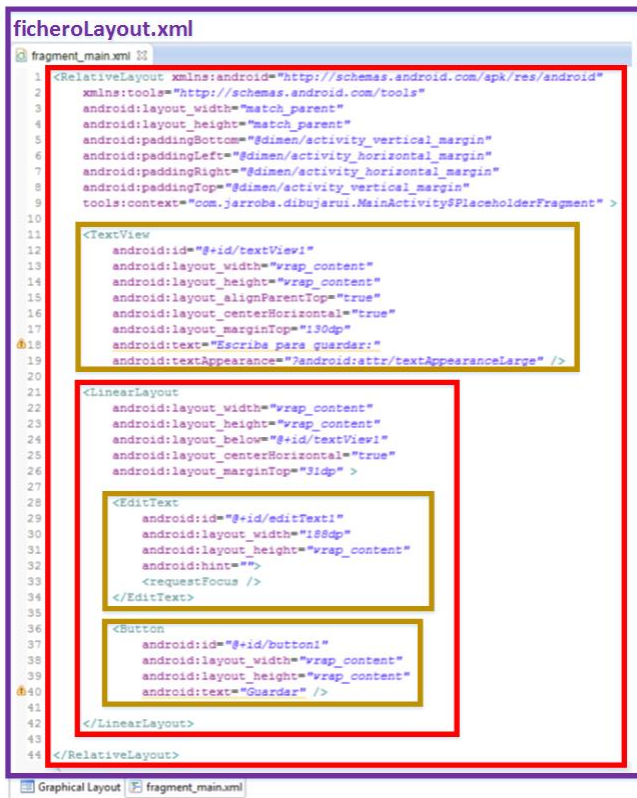 ficheroLayout.xml
fragment_main.xml
1 <RelativeLayout xmlns:android="http://schemas.android.com/apk/res/android"
2 xmlns:tools="http://schemas.android.com/tools"
3 android:layout_width="match_parent"
4 android:layout_height="match_parent"
5 android:paddingBottom="@dimen/activity_vertical_margin"
6 android:paddingLeft="@dimen/activity_horizontal_margin"
7 android:paddingRight="@dimen/activity_horizontal_margin"
8 android:paddingTop="@dimen/activity_vertical_margin"
9 tools:context="com.jarroba.dibujarui.MainActivity$PlaceholderFragment" >
10
11 <TextView
12 android:id="@+id/textView1"
13 android:layout_width="wrap_content"
14 android:layout_height="wrap_content"
15 android:layout_alignParentTop="true"
16 android:layout_centerHorizontal="true"
17 android:layout_marginTop="130dp"
18 android:text="Escriba para guardar:"
19 android:textAppearance="?android:attr/textAppearanceLarge" />
20
21 <LinearLayout
22 android:layout_width="wrap_content"
23 android:layout_height="wrap_content"
24 android:layout_below="@+id/textView1"
25 android:layout_centerHorizontal="true"
26 android:layout_marginTop="31dp" >
27
28 <EditText
29 android:id="@+id/editText1"
30 android:layout_width="188dp"
31 android:layout_height="wrap_content"
32 android:hint="">
33 <requestFocus />
34 </EditText>
35
36 <Button
37 android:id="@+id/button1"
38 android:layout_width="wrap_content"
39 android:layout_height="wrap_content"
40 android:text="Guardar" />
41
42 </LinearLayout>
43
44 </RelativeLayout>
Graphical Layout fragment_main.xml